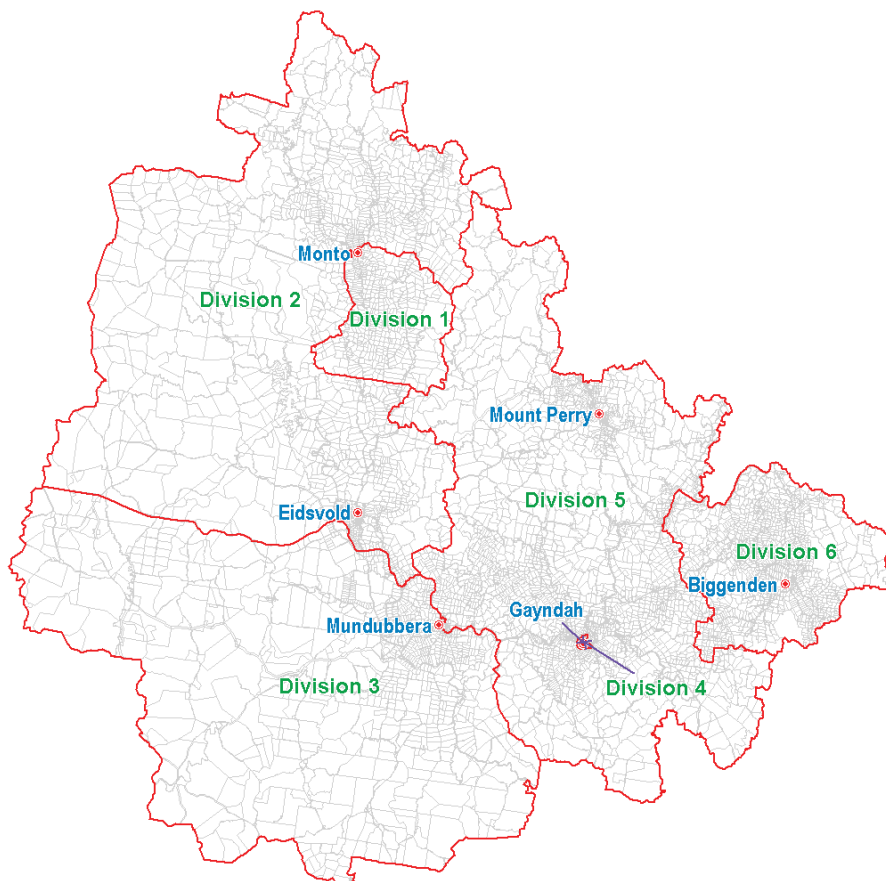 Monto
Division 2
Division 1
Mount Perry
Division 5
Eidsvold
Division 6
Biggenden
Gayndah
Mundubbera
Division 3
Division 4